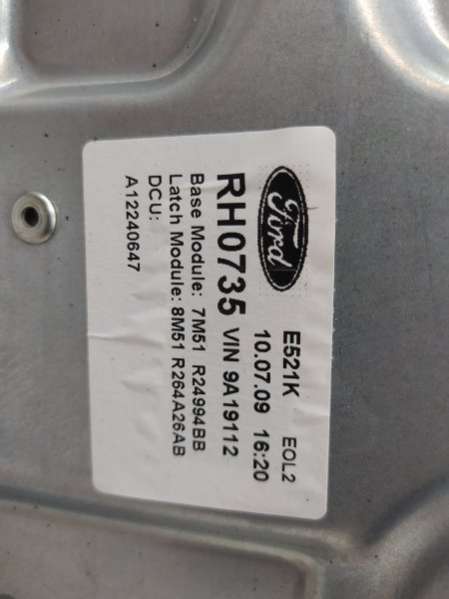 Ford
E521K EOL2
10.07.09 16:20
RH0735 VIN 9A19112
Base Module: 7M51 R24994BB
Latch Module: 8M51 R264A26AB
DCU:
A12240647